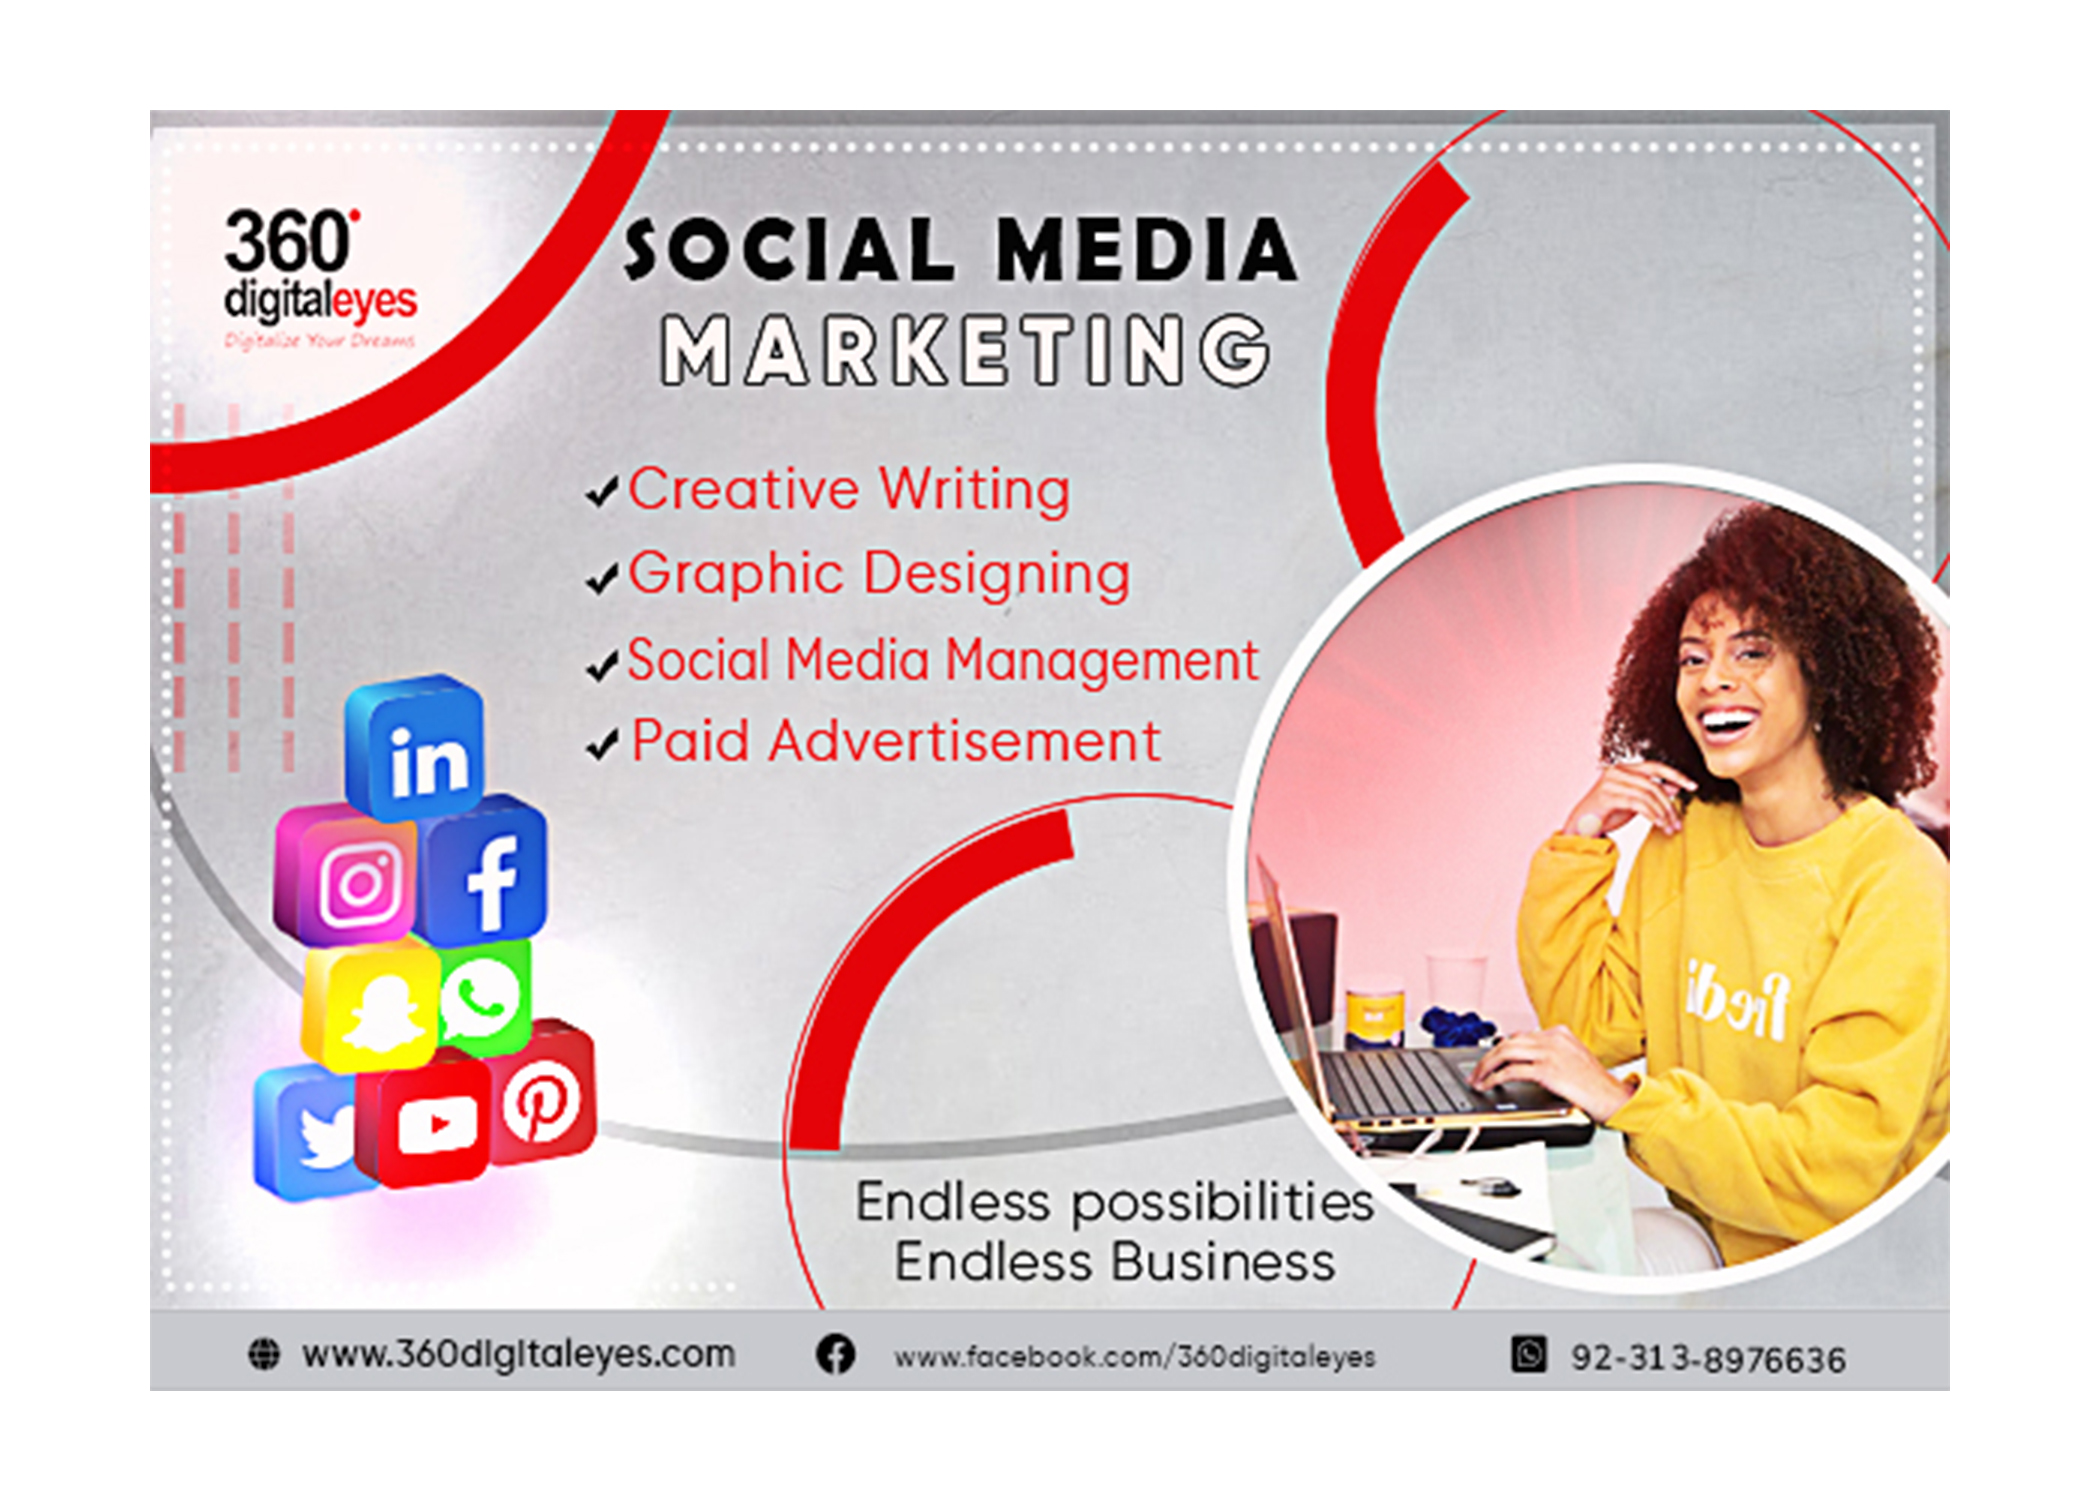 360°
digitaleyes
Digitalize Your Dreams
SOCIAL MEDIA
MARKETING
Creative Writing
Graphic Designing
Social Media Management
Paid Advertisement
in
f
fredi
Endless possibilities
Endless Business
www.360digitaleyes.com
www.facebook.com/360digitaleyes
92-313-8976636